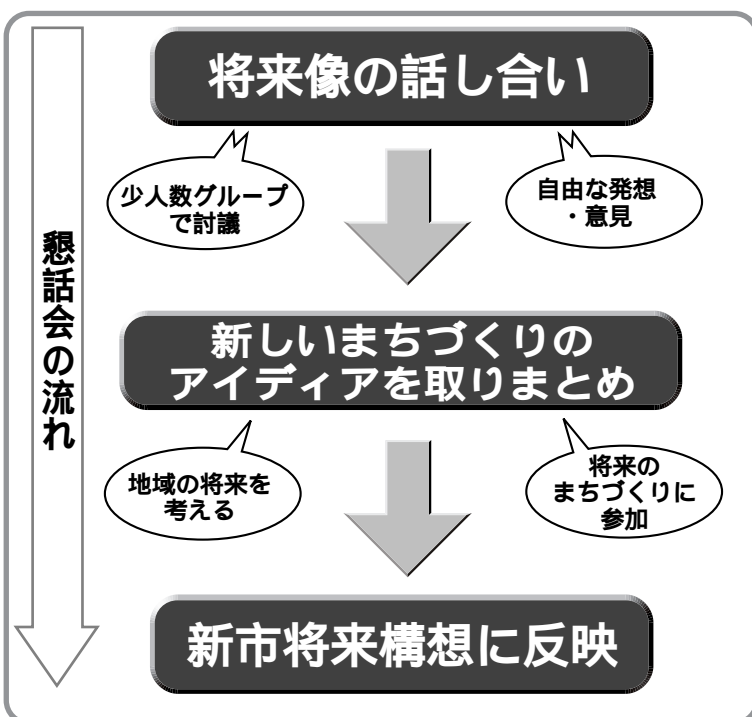 懇話会の流れ
将来像の話し合い
少人数グループ
で討議
自由な発想
・意見
新しいまちづくりの
アイディアを取りまとめ
地域の将来を
考える
将来の
まちづくりに
参加
新市将来構想に反映